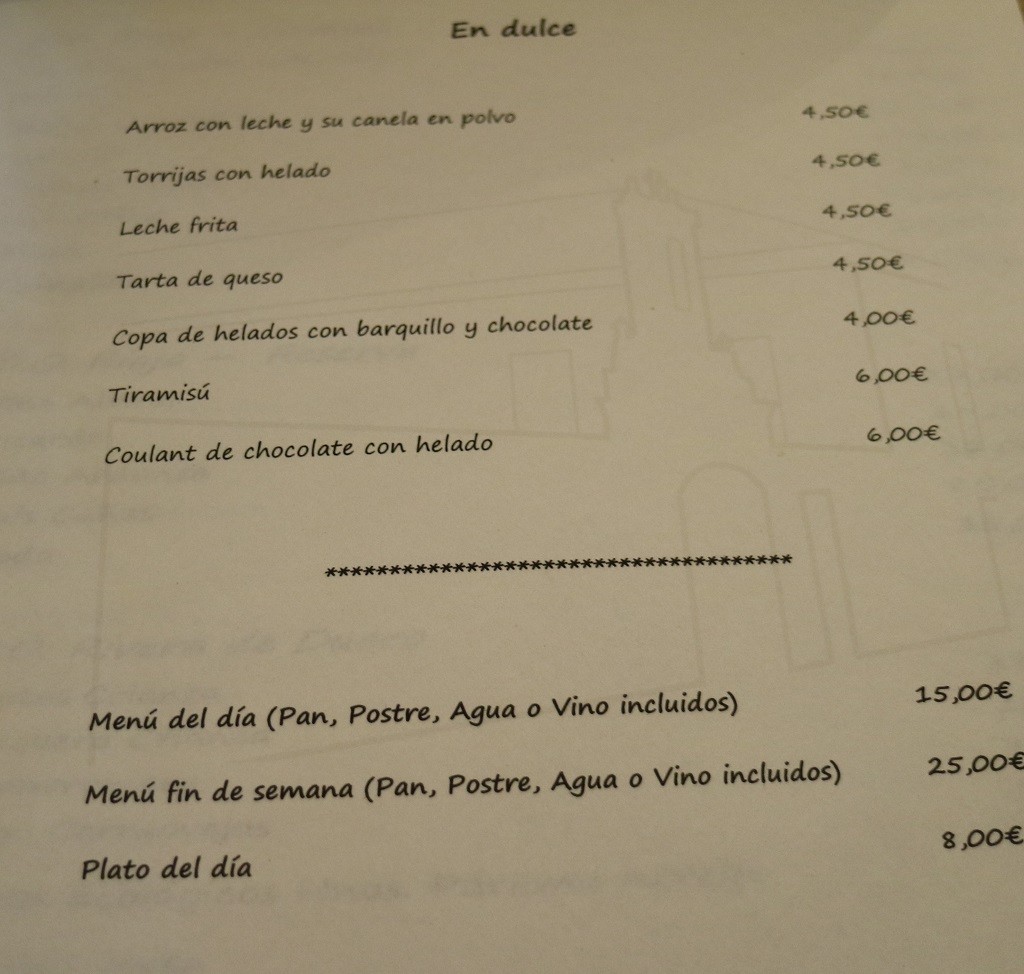 En dulce
Arroz con leche y su canela en polvo 4,50€
Torrijas con helado 4,50€
Leche frita 4,50€
Tarta de queso 4,50€
Copa de helados con barquillo y chocolate 4,00€
Tiramisú 6,00€
Coulant de chocolate con helado 6,00€
************************************
Menú del día (Pan, Postre, Agua o Vino incluidos) 15,00€
Menú fin de semana (Pan, Postre, Agua o Vino incluidos) 25,00€
Plato del día 8,00€